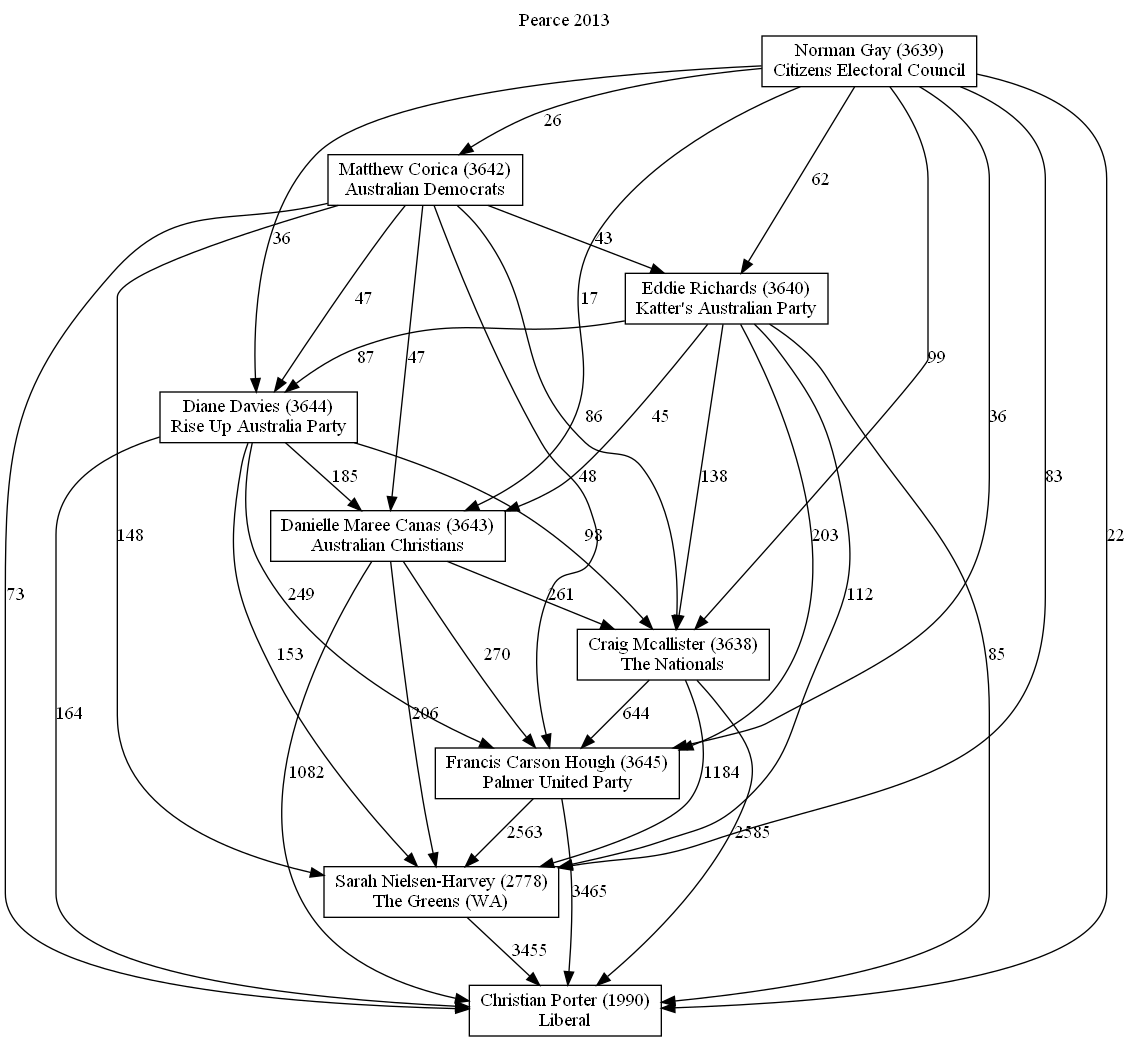 Pearce 2013
Norman Gay (3639)
Citizens Electoral Council
26
Matthew Corica (3642)
Australian Democrats
62
36
43
47
17
Eddie Richards (3640)
Katter's Australian Party
87
47
99
Diane Davies (3644)
Rise Up Australia Party
86
45
36
185
48
138
83
Danielle Maree Canas (3643)
Australian Christians
148
98
203
22
73
249
261
112
Craig Mcallister (3638)
The Nationals
153
270
85
164
206
644
Francis Carson Hough (3645)
Palmer United Party
1082
1184
2563
2585
Sarah Nielsen-Harvey (2778)
The Greens (WA)
3465
3455
Christian Porter (1990)
Liberal